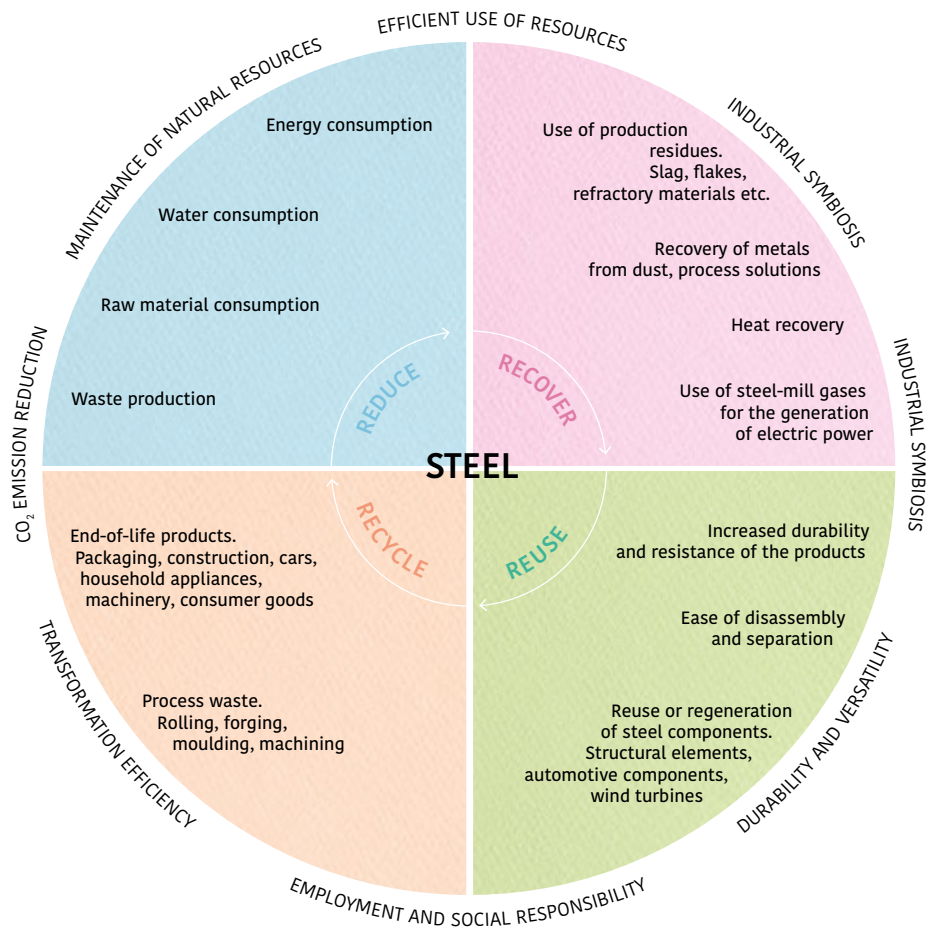 EFFICIENT USE OF RESOURCES
MAINTENANCE OF NATURAL RESOURCES
CO₂ EMISSION REDUCTION
Energy consumption
Water consumption
Raw material consumption
Waste production
REDUCE
INDUSTRIAL SYMBIOSIS
INDUSTRIAL SYMBIOSIS
Use of production
residues.
Slag, flakes,
refractory materials etc.
Recovery of metals
from dust, process solutions
Heat recovery
Use of steel-mill gases
for the generation
of electric power
RECOVER
STEEL
RECYCLE
End-of-life products.
Packaging, construction, cars,
household appliances,
machinery, consumer goods
Process waste.
Rolling, forging,
moulding, machining
TRANSFORMATION EFFICIENCY
REUSE
Increased durability
and resistance of the products
Ease of disassembly
and separation
Reuse or regeneration
of steel components.
Structural elements,
automotive components,
wind turbines
DURABILITY AND VERSATILITY
EMPLOYMENT AND SOCIAL RESPONSIBILITY